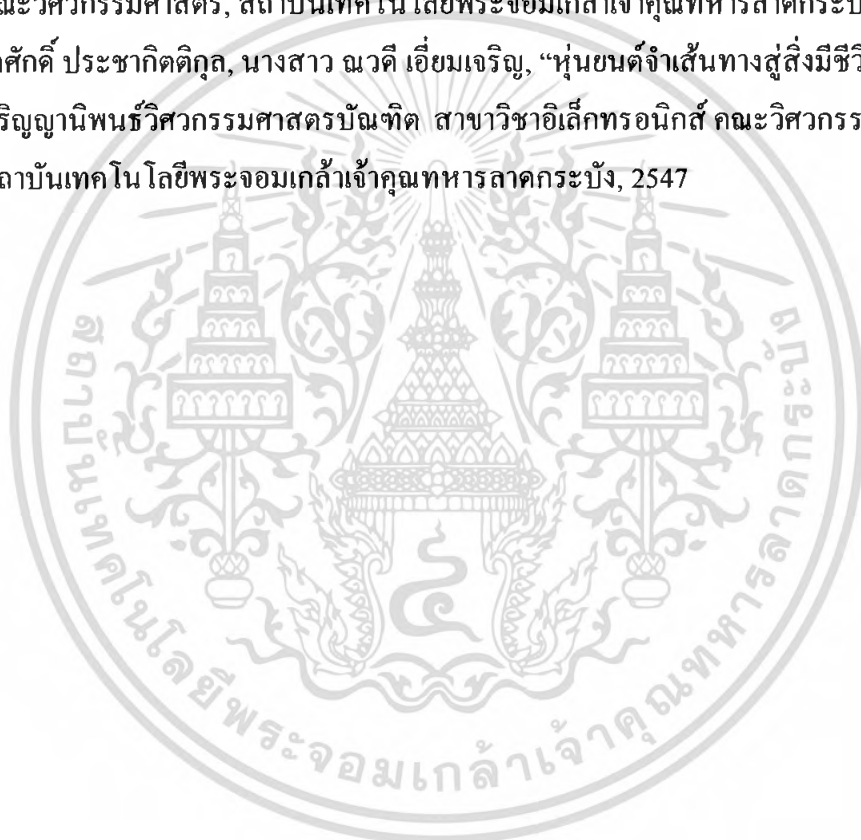 ณะวิศวกรรมศาสตร์, สถาบันเทคโนโลยีพระจอมเกล้าเจ้าคุณทหารลาดกระบั
ศักดิ์ ประชากิตติกุล, นางสาว ณวดี เอี่ยมเจริญ, “หุ่นยนต์จำเส้นทางสู่สิ่งมีชีวิ
ริญญานิพนธ์วิศวกรรมศาสตรบัณฑิต สาขาวิชาอิเล็กทรอนิกส์ คณะวิศวกรร
ถาบันเทคโนโลยีพระจอมเกล้าเจ้าคุณทหารลาดกระบัง, 2547
สถาบันเทคโนโลยีพระจอมเกล้าเจ้าคุณทหารลาดกระบัง
๔